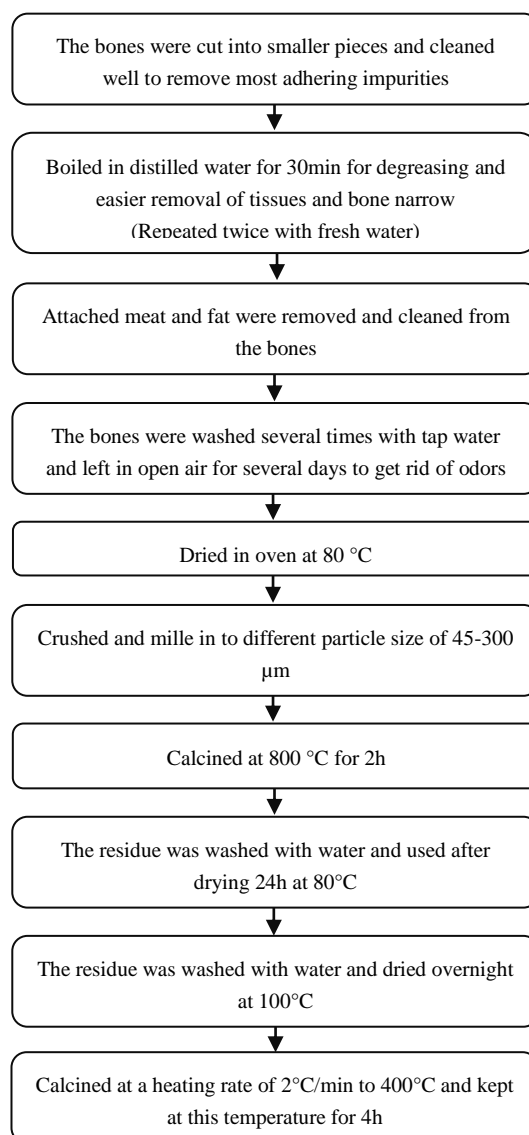 The bones were cut into smaller pieces and cleaned
well to remove most adhering impurities
Boiled in distilled water for 30min for degreasing and
easier removal of tissues and bone narrow
(Repeated twice with fresh water)
Attached meat and fat were removed and cleaned from
the bones
The bones were washed several times with tap water
and left in open air for several days to get rid of odors
Dried in oven at 80 °C
Crushed and mille in to different particle size of 45-300
µm
Calcined at 800 °C for 2h
The residue was washed with water and used after
drying 24h at 80°C
The residue was washed with water and dried overnight
at 100°C
Calcined at a heating rate of 2°C/min to 400°C and kept
at this temperature for 4h